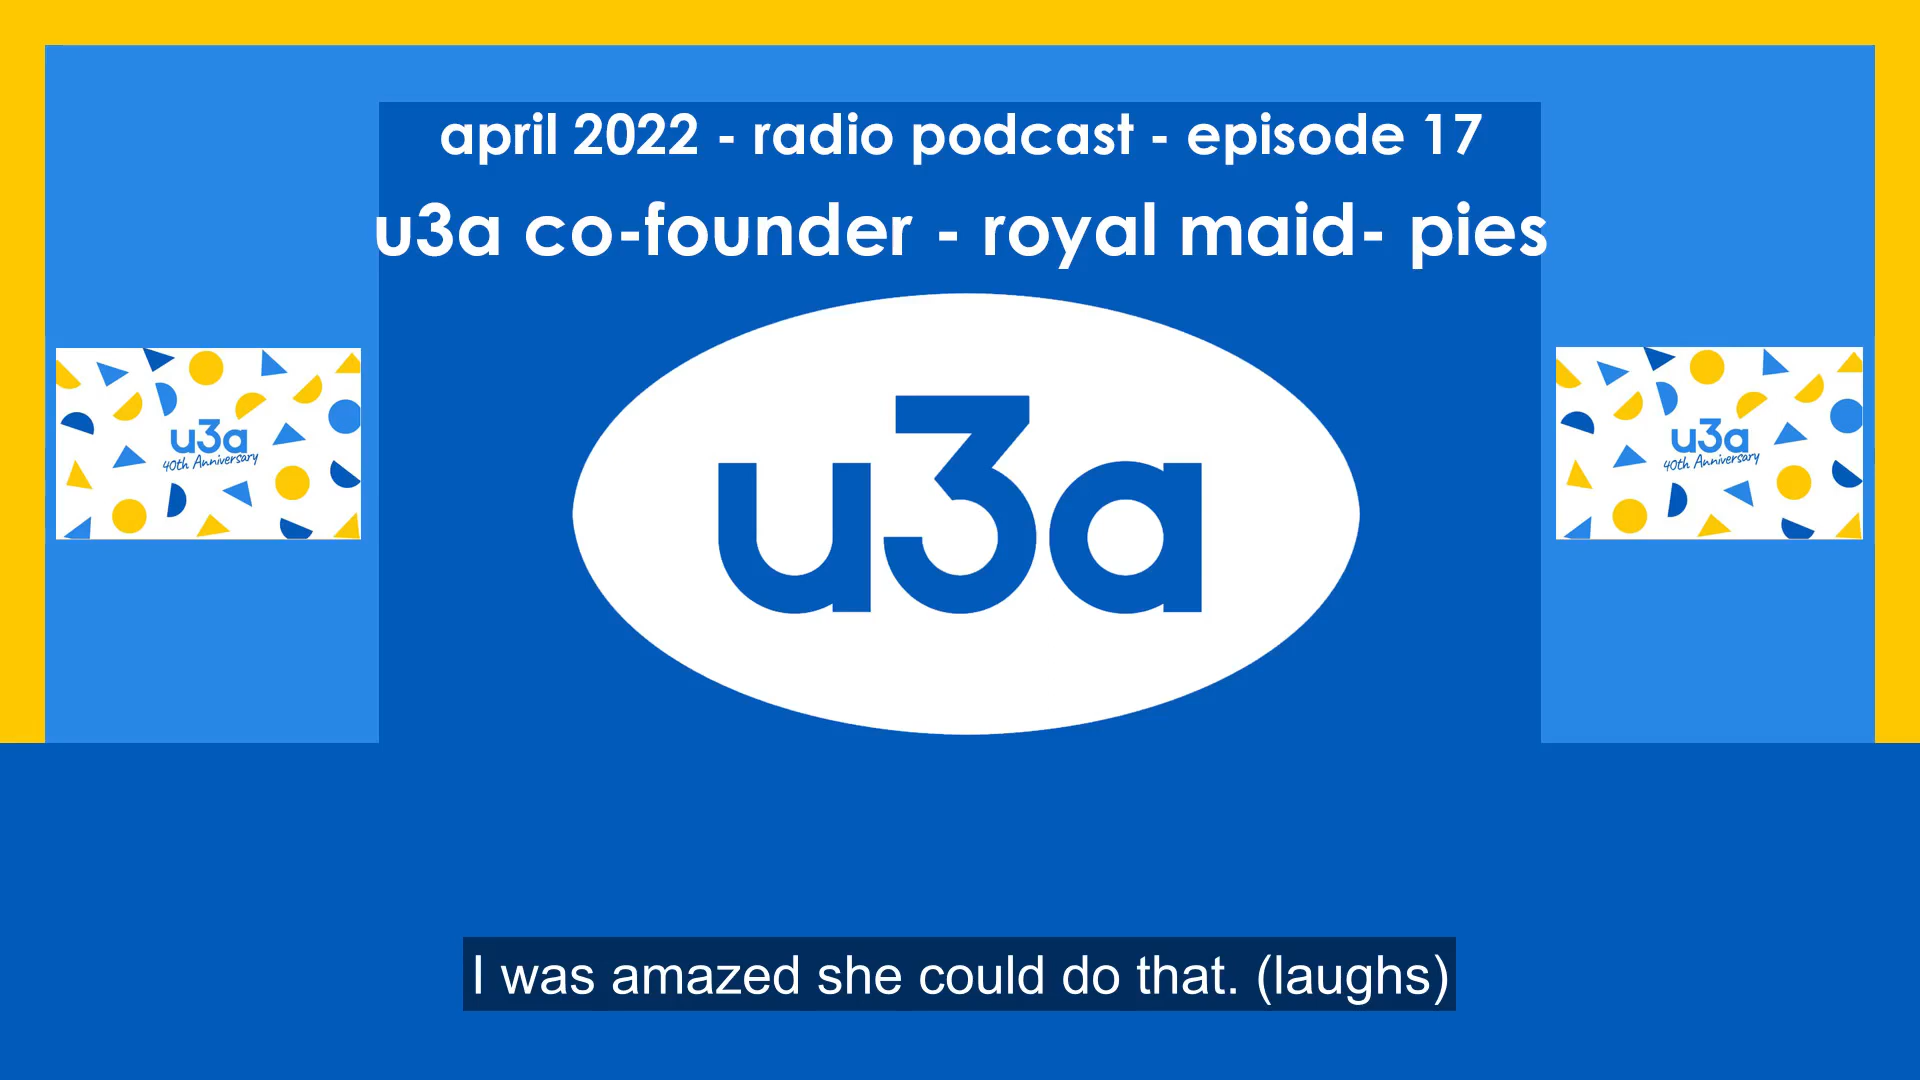 april 2022 - radio podcast - episode 17
u3a co-founder - royal maid- pies
u3a
40th Anniversary
u3a
u3a
40th Anniversary
I was amazed she could do that. (laughs)